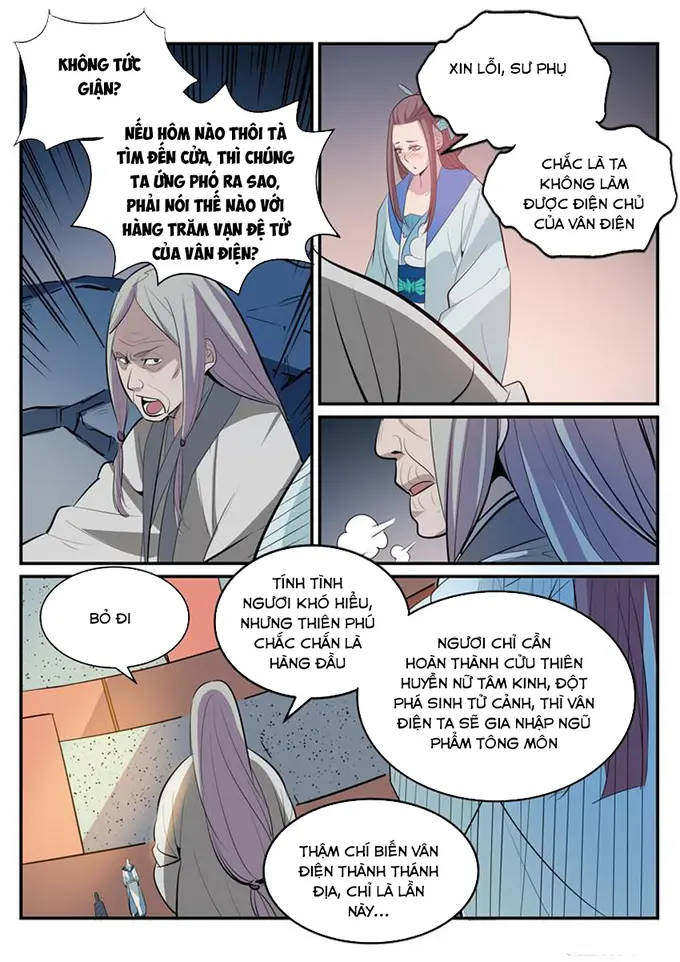 KHÔNG TỨC
GIẬN?
NẾU HÔM NÀO THÔI TÀ
TÌM ĐẾN CỬA, THÌ CHÚNG
TA ỨNG PHÓ RA SAO,
PHẢI NÓI THẾ NÀO VỚI
HÀNG TRĂM VẠN ĐỆ TỬ
CỦA VÂN ĐIỆN?
XIN LỖI, SƯ PHỤ
CHẮC LÀ TA
KHÔNG LÀM
ĐƯỢC ĐIỆN CHỦ
CỦA VÂN ĐIỆN
BỎ ĐI
TÍNH TÌNH
NGƯƠI KHÓ HIỂU,
NHƯNG THIÊN PHÚ
CHẮC CHẮN LÀ
HÀNG ĐẦU
NGƯƠI CHỈ CẦN
HOÀN THÀNH CỬU THIÊN
HUYỀN NỮ TÂM KINH, ĐỘT
PHÁ SINH TỬ CẢNH, THÌ VÂN
ĐIỆN TA SẼ GIA NHẬP NGŨ
PHẨM TÔNG MÔN
THẬM CHÍ BIẾN VÂN
ĐIỆN THÀNH THÁNH
ĐỊA, CHỈ LÀ LẦN
NÀY...